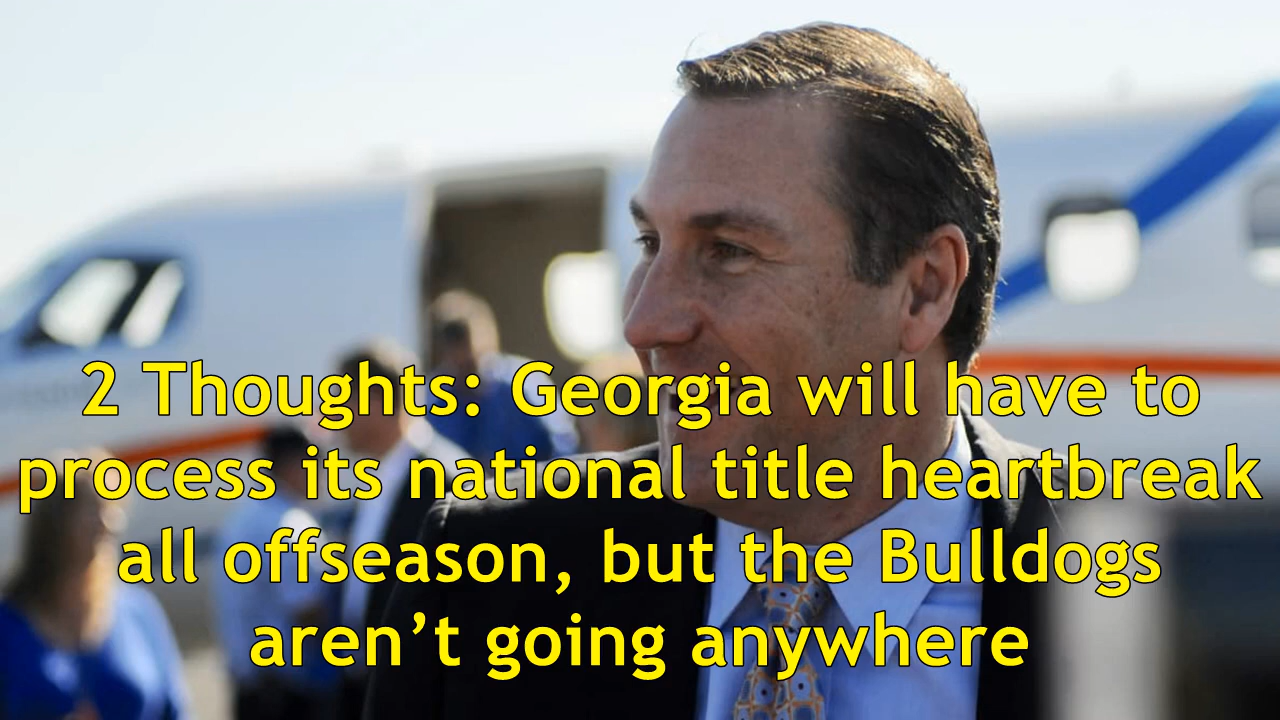 2 Thoughts: Georgia will have to
process its national title heartbreak
all offseason, but the Bulldogs
aren’t going anywhere